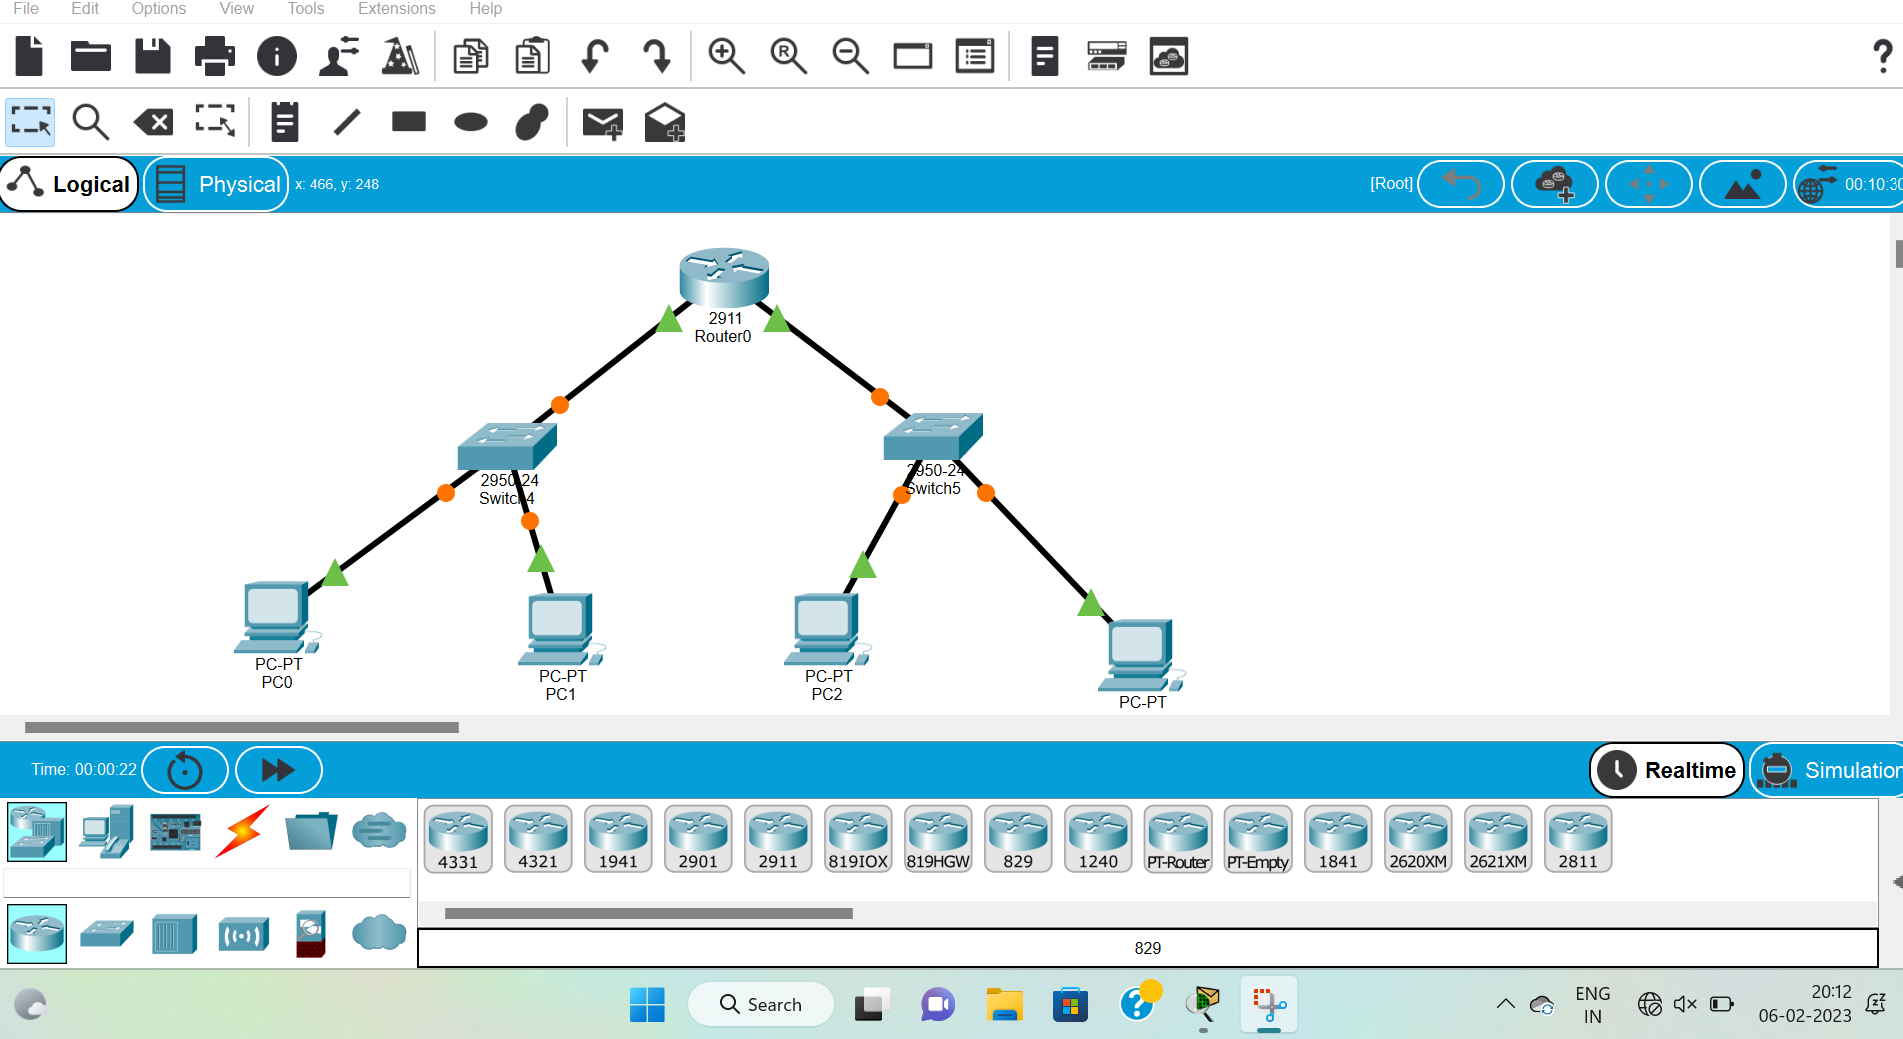 File Edit Options View Tools Extensions Help
Logical Physical x: 466, y: 248 [Root] 00:10:30
2911
Router0
2950-24
Switch4
2950-24
Switch5
PC-PT
PC0
PC-PT
PC1
PC-PT
PC2
PC-PT
Time: 00:00:22 Realtime Simulation
4331 4321 1941 2901 2911 819IOX 819HGW 829 1240 PT-Router PT-Empty 1841 2620XM 2621XM 2811
829
Search
ENG
IN
20:12
06-02-2023